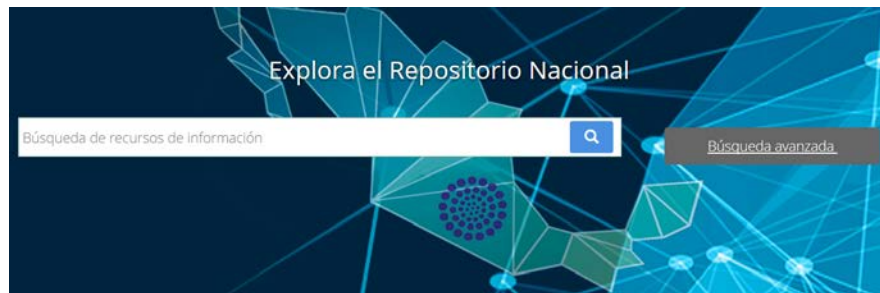 Explora el Repositorio Nacional
Búsqueda de recursos de información
Búsqueda avanzada